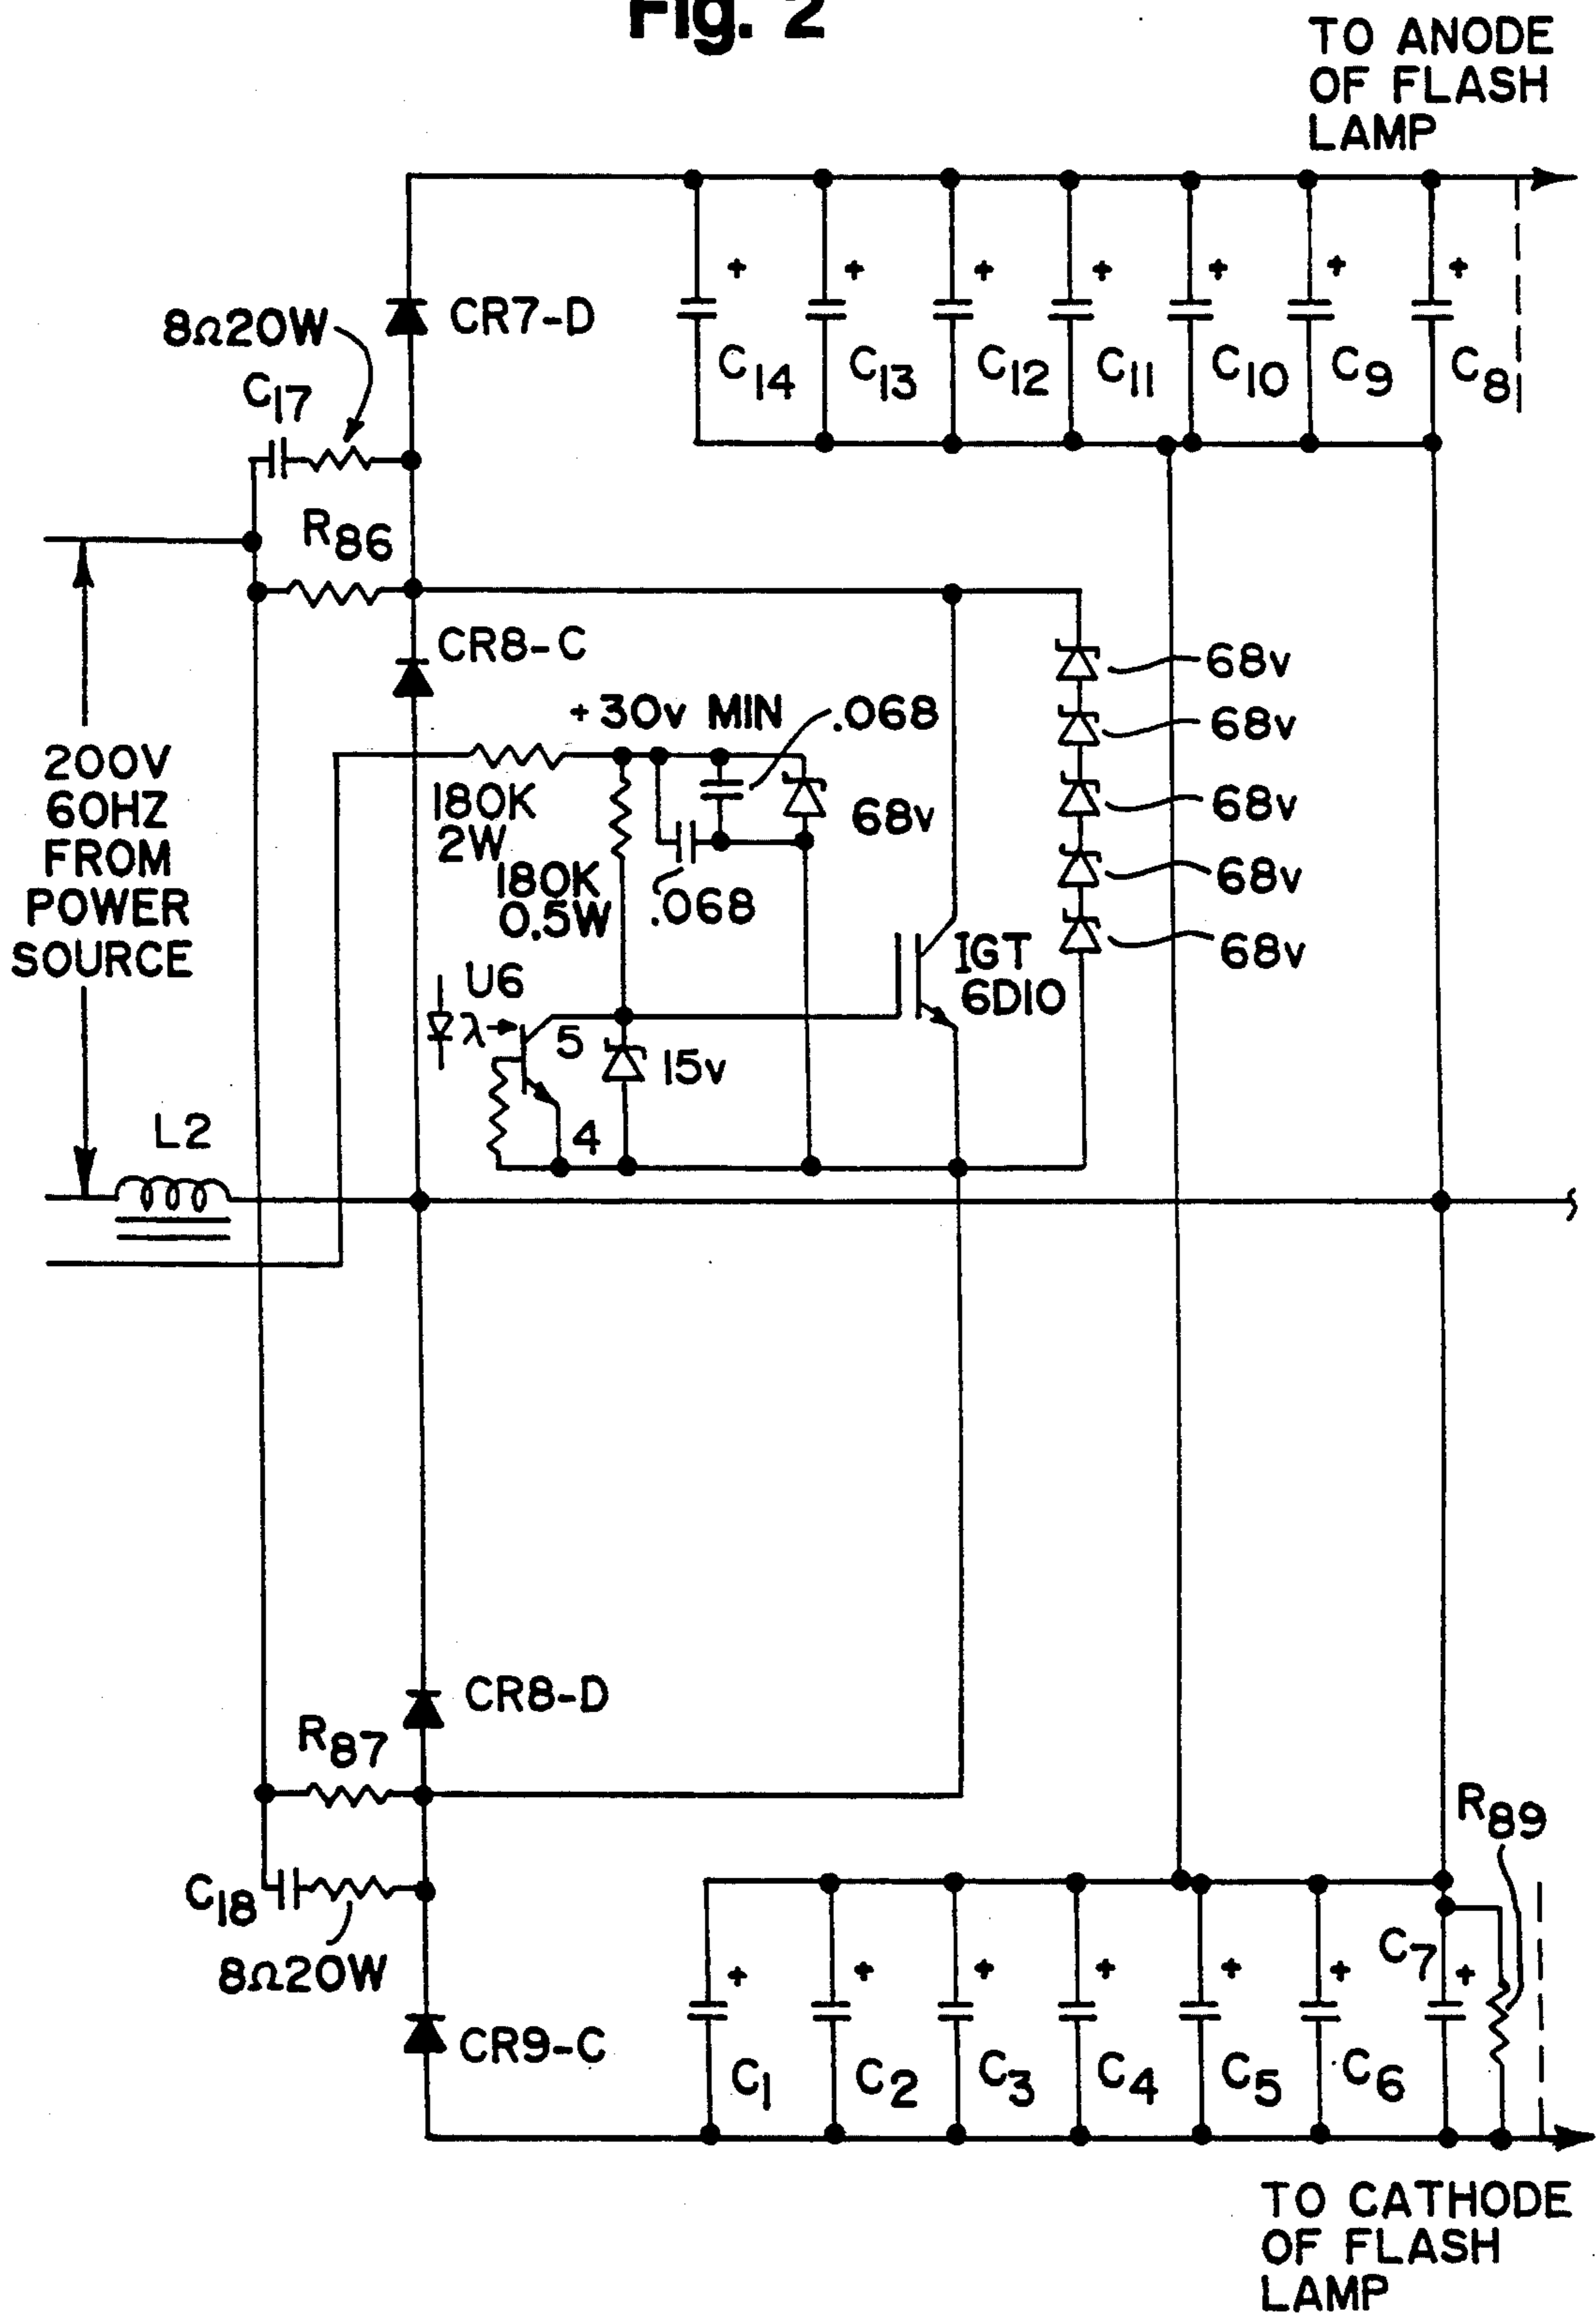 Fig. 2
TO ANODE
OF FLASH
LAMP
8Ω20W
CR7-D
C17
+
+
+
+
+
+
+
C14
C13
C12
C11
C10
C9
C8
R86
CR8-C
+30v MIN
.068
68v
68v
68v
68v
68v
200V
60HZ
FROM
POWER
SOURCE
180K
2W
68v
180K
0.5W
.068
IGT
6D10
U6
λ
5
15v
4
L2
CR8-D
R87
R89
C18
8Ω20W
C7
+
+
+
+
+
+
+
CR9-C
C1
C2
C3
C4
C5
C6
TO CATHODE
OF FLASH
LAMP